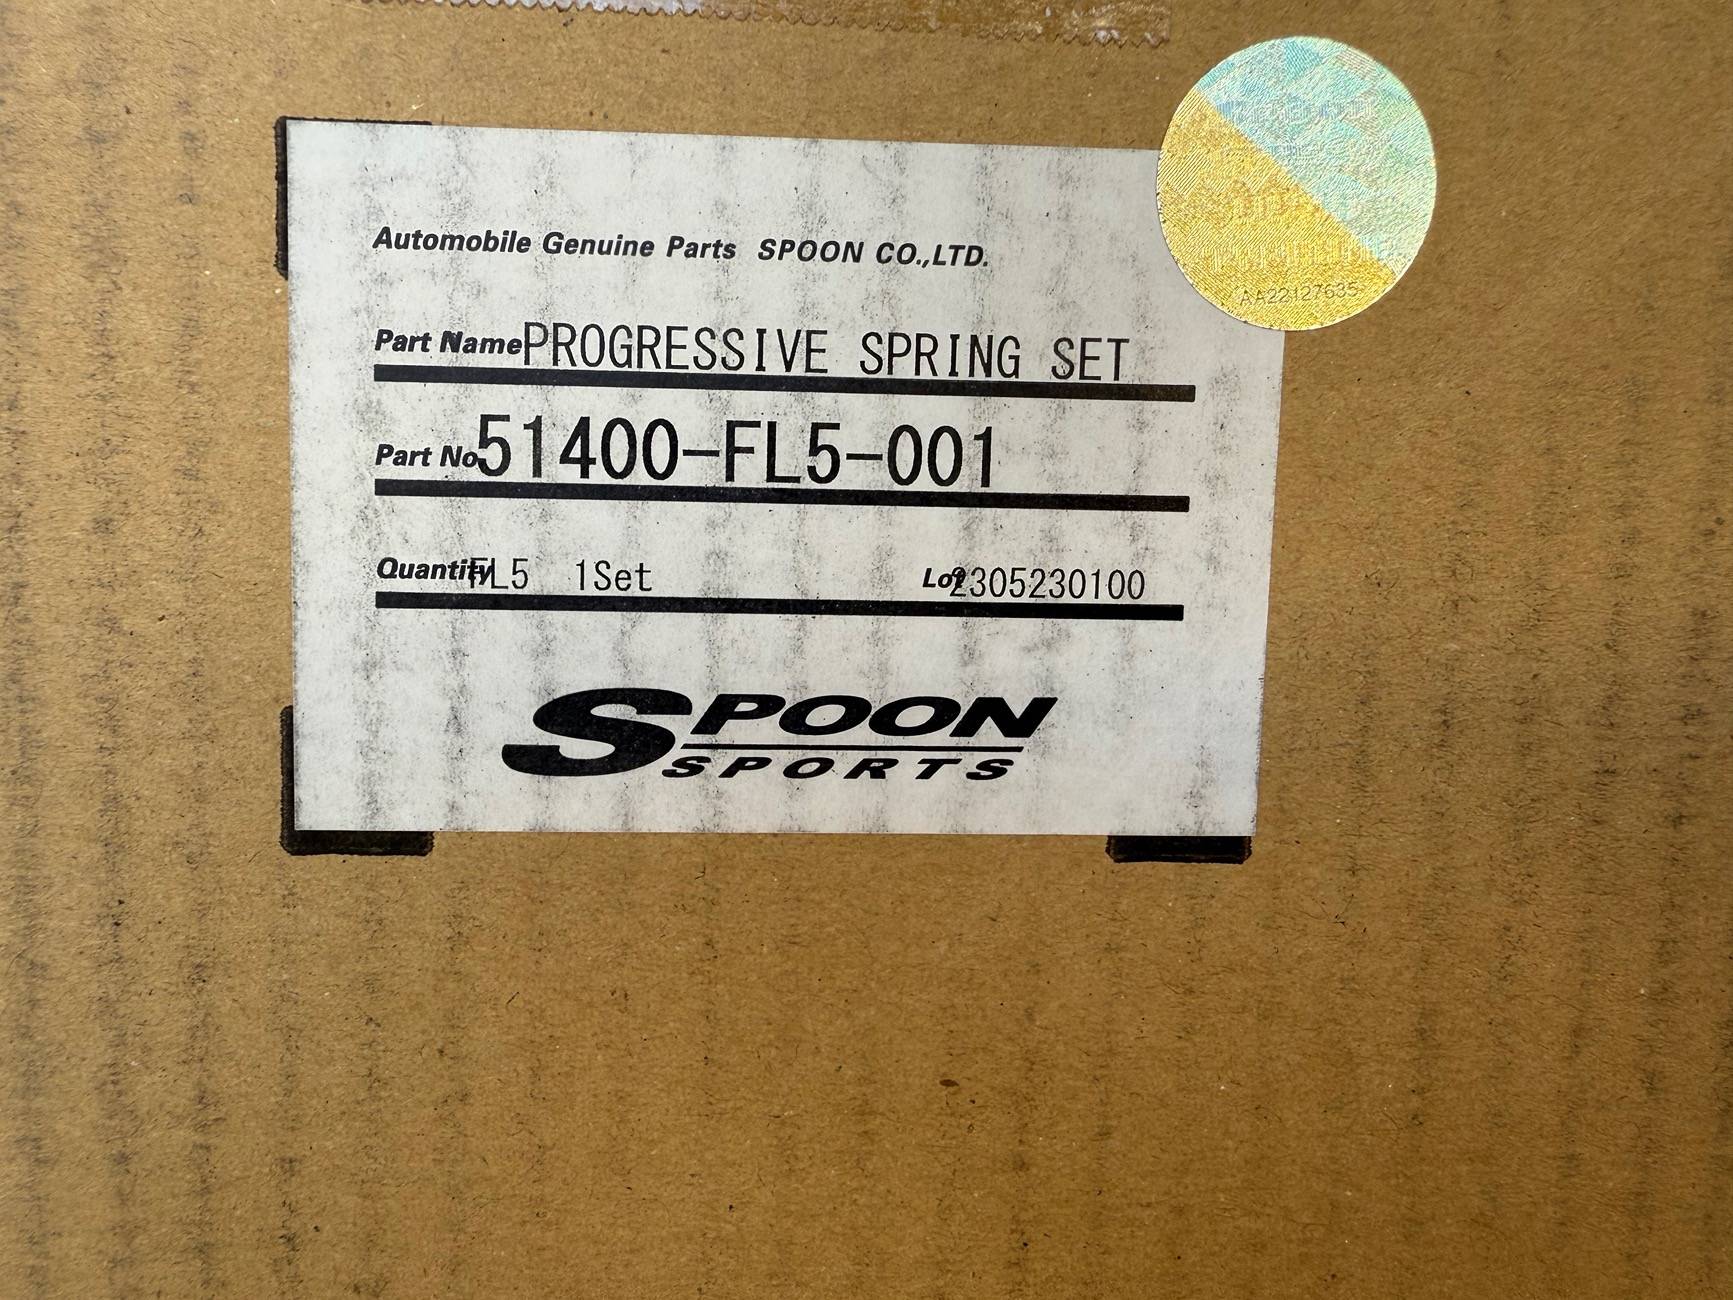 Automobile Genuine Parts SPOON CO.,LTD.
Part Name PROGRESSIVE SPRING SET
Part No. 51400-FL5-001
Quantity FL5 1Set Lot 2305230100
SPOON
SPORTS
AA22127635